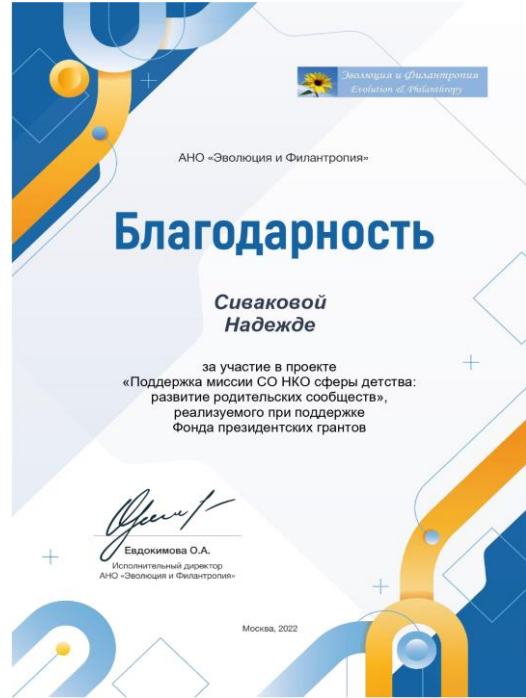 Эволюция и Филантропия
Evolution & Philanthropy
АНО «Эволюция и Филантропия»
Благодарность
Сиваковой
Надежде
за участие в проекте
«Поддержка миссии СО НКО сферы детства:
развитие родительских сообществ»,
реализуемого при поддержке
Фонда президентских грантов
Евдокимова О.А.
Исполнительный директор
АНО «Эволюция и Филантропия»
Москва, 2022